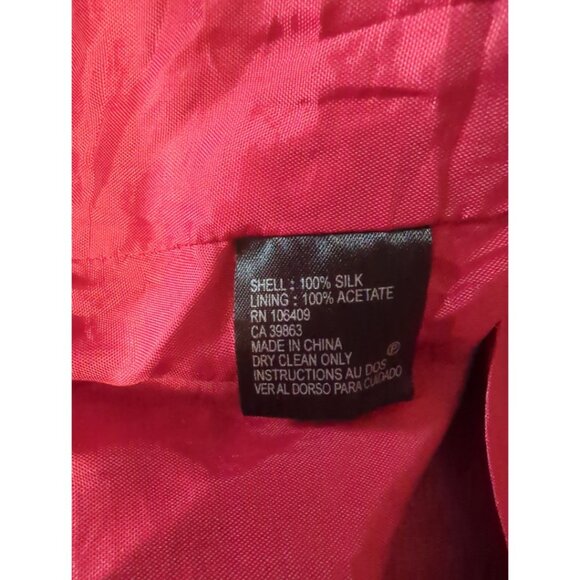 SHELL : 100% SILK
LINING : 100% ACETATE
RN 106409
CA 39863
MADE IN CHINA
DRY CLEAN ONLY Ⓟ
INSTRUCTIONS AU DOS
VER AL DORSO PARA CUIDADO